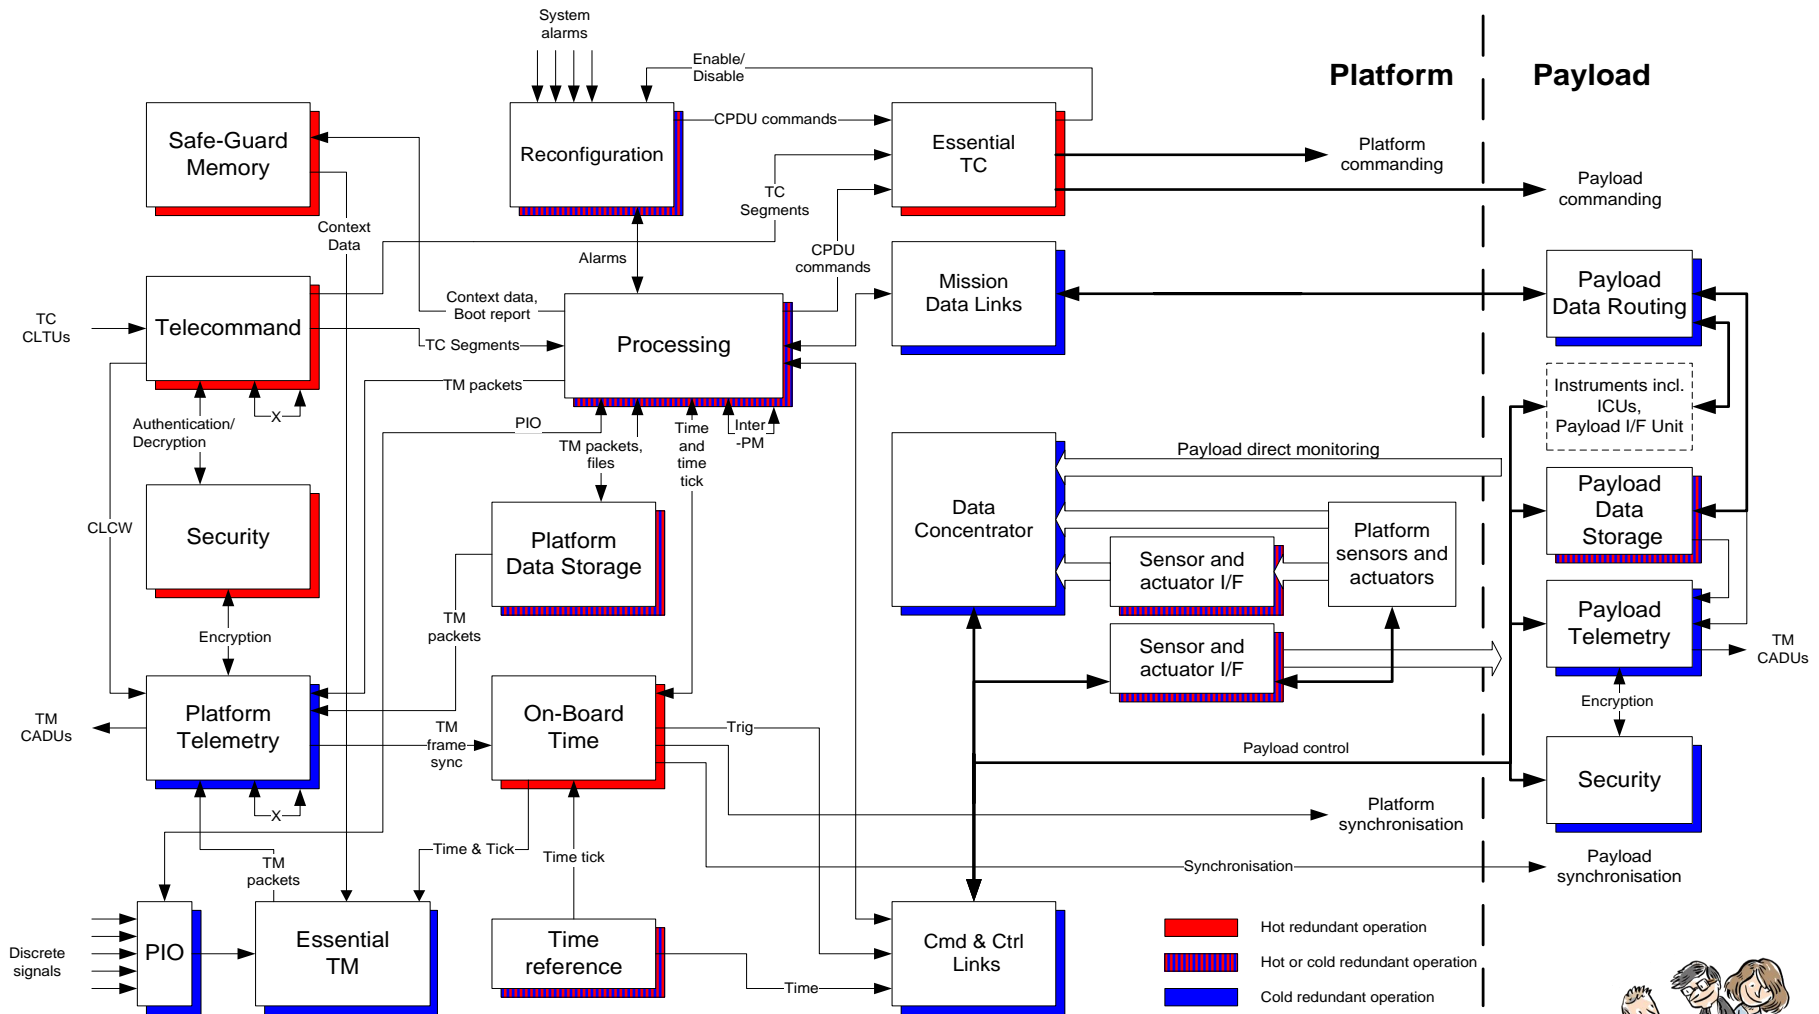 System
alarms
Enable/
Disable
Platform
Payload
Safe-Guard
Memory
Reconfiguration
CPDU commands
Essential
TC
Platform
commanding
TC
Segments
Payload
commanding
Context
Data
Alarms
CPDU
commands
Mission
Data Links
Payload
Data Routing
TC
CLTUs
Telecommand
Context data,
Boot report
TC Segments
Processing
TM packets
Instruments incl.
ICUs,
Payload I/F Unit
X
Authentication/
Decryption
PIO
TM packets,
files
Time
and
time
tick
Inter
-PM
Payload direct monitoring
CLCW
Security
Platform
Data Storage
Data
Concentrator
Sensor and
actuator I/F
Platform
sensors and
actuators
Payload
Data
Storage
Encryption
TM
packets
Sensor and
actuator I/F
Payload
Telemetry
TM
CADUs
TM
CADUs
Platform
Telemetry
TM
frame
sync
On-Board
Time
Trig
Encryption
Payload control
Security
X
Platform
synchronisation
TM
packets
Time & Tick
Time tick
Synchronisation
Payload
synchronisation
Discrete
signals
PIO
Essential
TM
Time
reference
Time
Cmd & Ctrl
Links
Hot redundant operation
Hot or cold redundant operation
Cold redundant operation